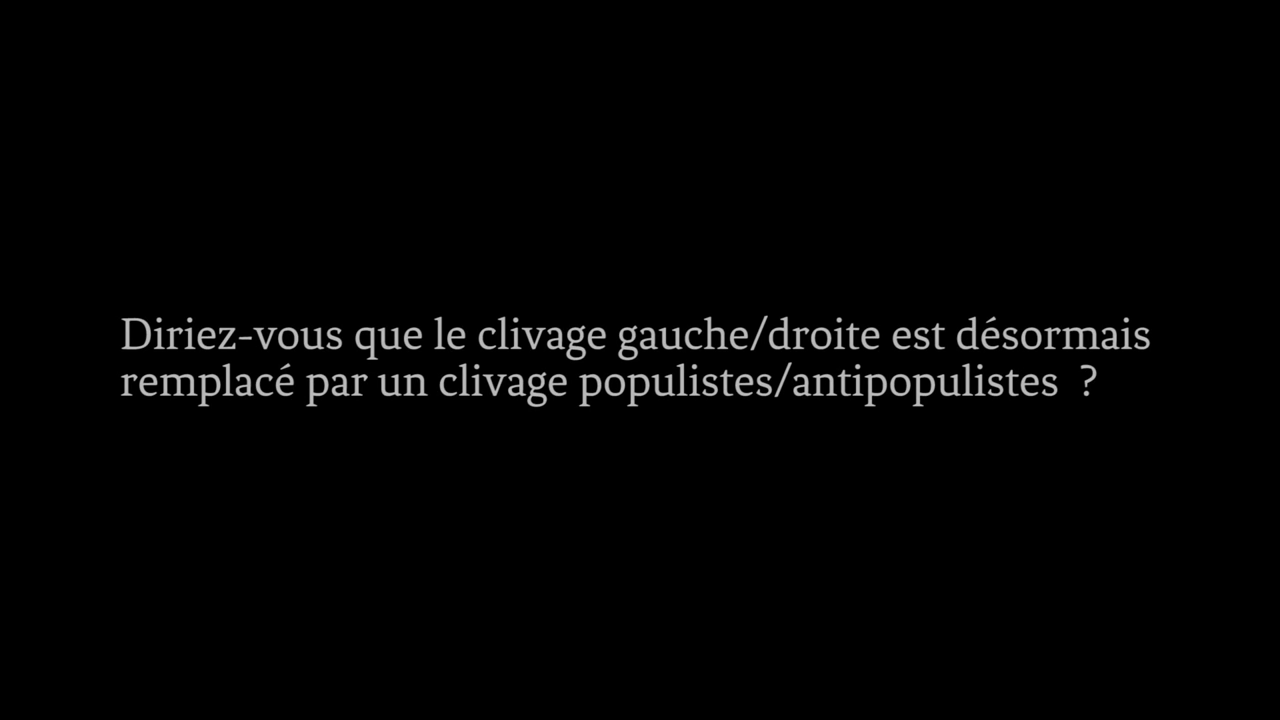 Diriez-vous que le clivage gauche/droite est désormais
remplacé par un clivage populistes/antipopulistes  ?